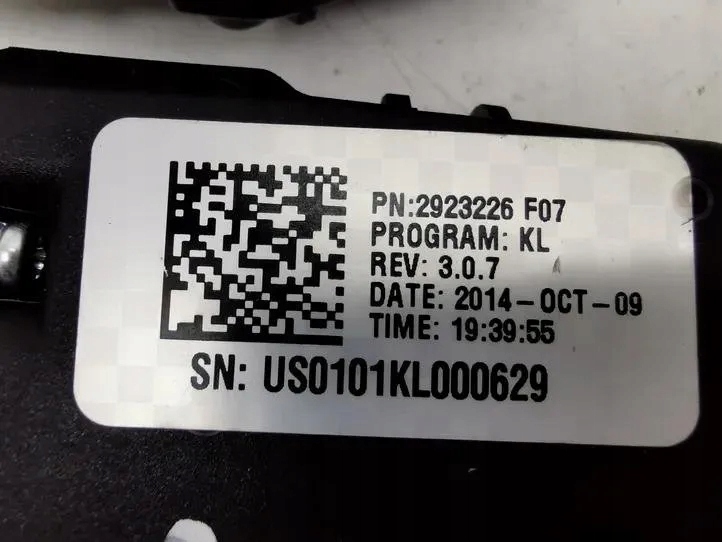 PN:2923226 F07
PROGRAM: KL
REV: 3.0.7
DATE: 2014-OCT-09
TIME: 19:39:55
SN: US0101KL000629